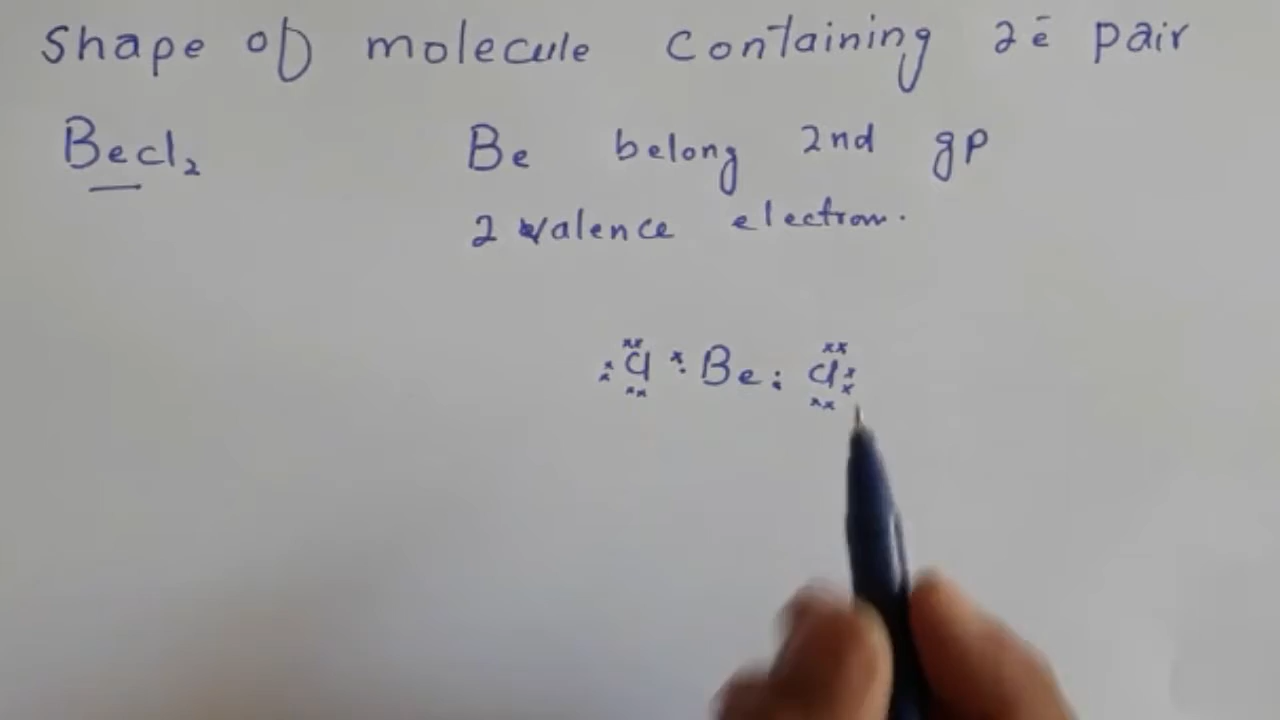 Shape of molecule Containing 2ē pair
BeCl₂ Be belong 2nd gp
2 valence electron.
:Cl : Be : Cl: